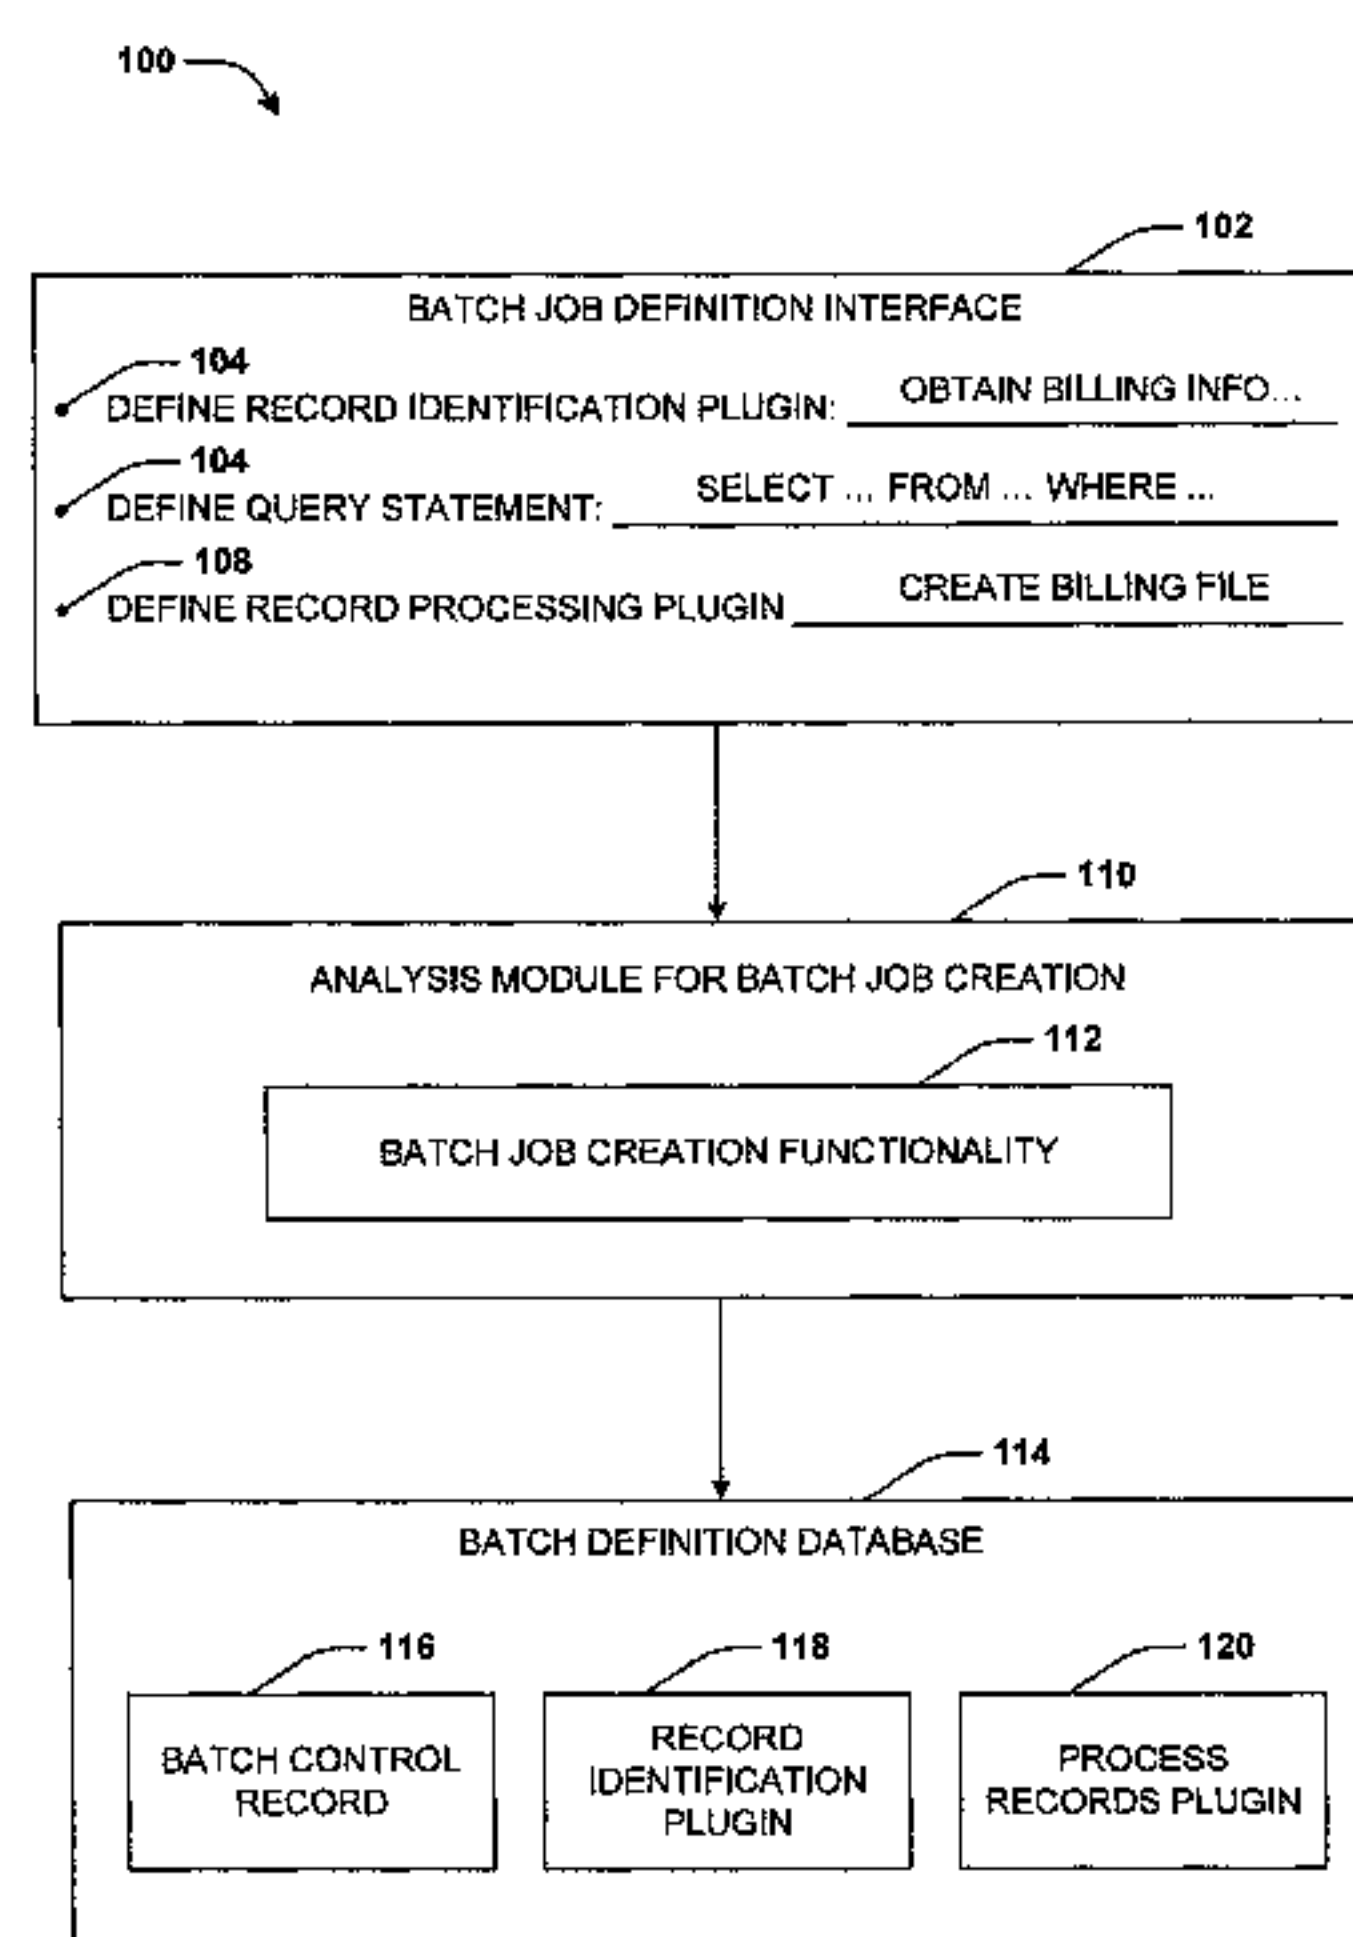 100
102
BATCH JOB DEFINITION INTERFACE
104
DEFINE RECORD IDENTIFICATION PLUGIN: OBTAIN BILLING INFO...
104
DEFINE QUERY STATEMENT: SELECT ... FROM ... WHERE ...
108
DEFINE RECORD PROCESSING PLUGIN CREATE BILLING FILE
110
ANALYSIS MODULE FOR BATCH JOB CREATION
112
BATCH JOB CREATION FUNCTIONALITY
114
BATCH DEFINITION DATABASE
116
BATCH CONTROL
RECORD
118
RECORD
IDENTIFICATION
PLUGIN
120
PROCESS
RECORDS PLUGIN